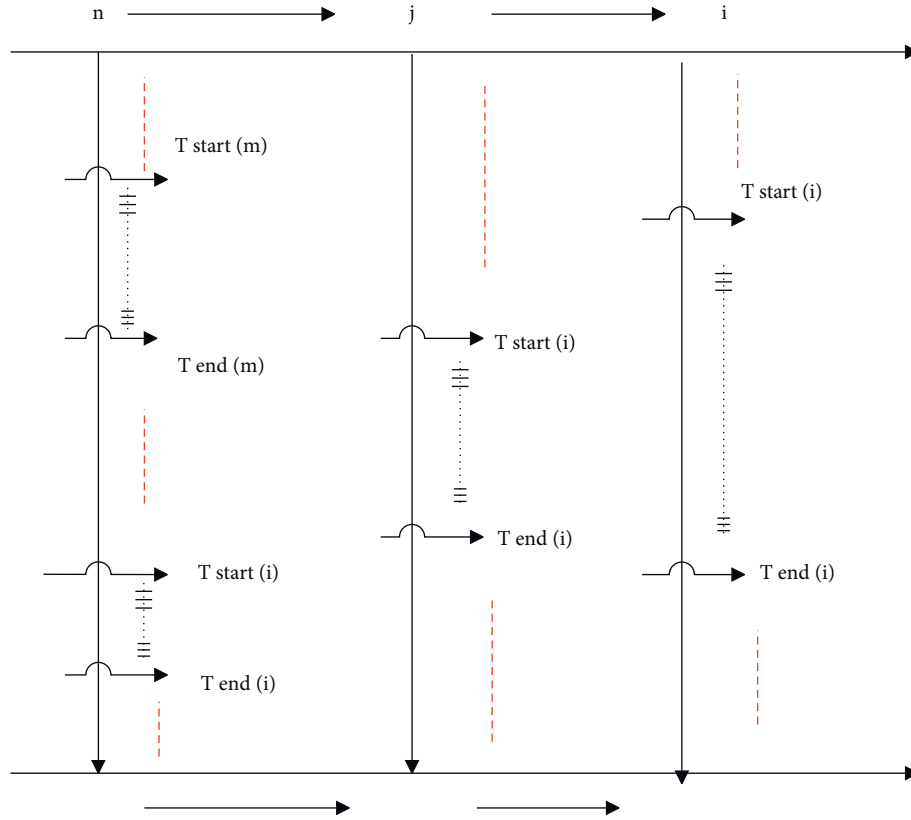 n j i
T start (m)
T start (i)
T end (m)
T start (i)
T end (i)
T start (i)
T end (i)
T end (i)